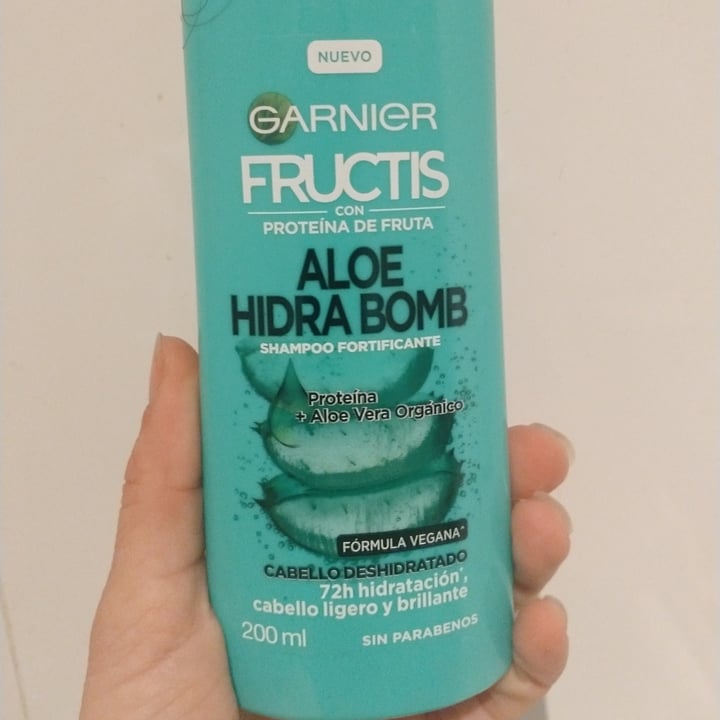 NUEVO
GARNIER
FRUCTIS
CON
PROTEÍNA DE FRUTA
ALOE
HIDRA BOMB
SHAMPOO FORTIFICANTE
Proteína
+ Aloe Vera Orgánico
FÓRMULA VEGANA^
CABELLO DESHIDRATADO
72h hidratación*,
cabello ligero y brillante
200 ml
SIN PARABENOS